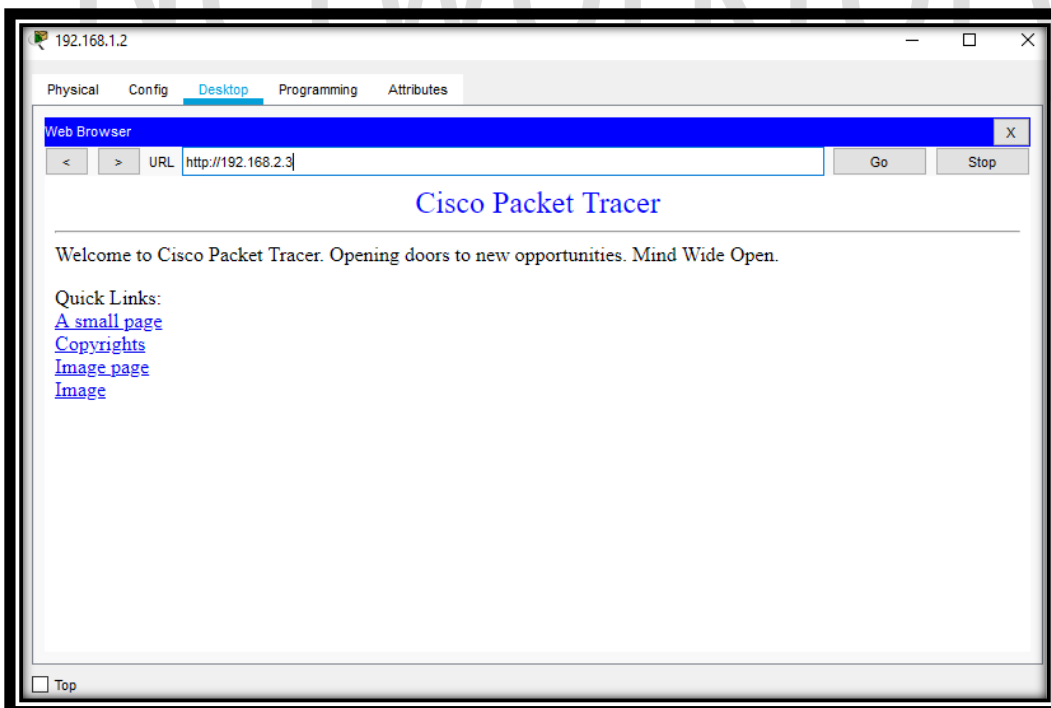 192.168.1.2
Physical Config Desktop Programming Attributes
Web Browser X
< > URL http://192.168.2.3 Go Stop
Cisco Packet Tracer
Welcome to Cisco Packet Tracer. Opening doors to new opportunities. Mind Wide Open.
Quick Links:
A small page
Copyrights
Image page
Image
Top